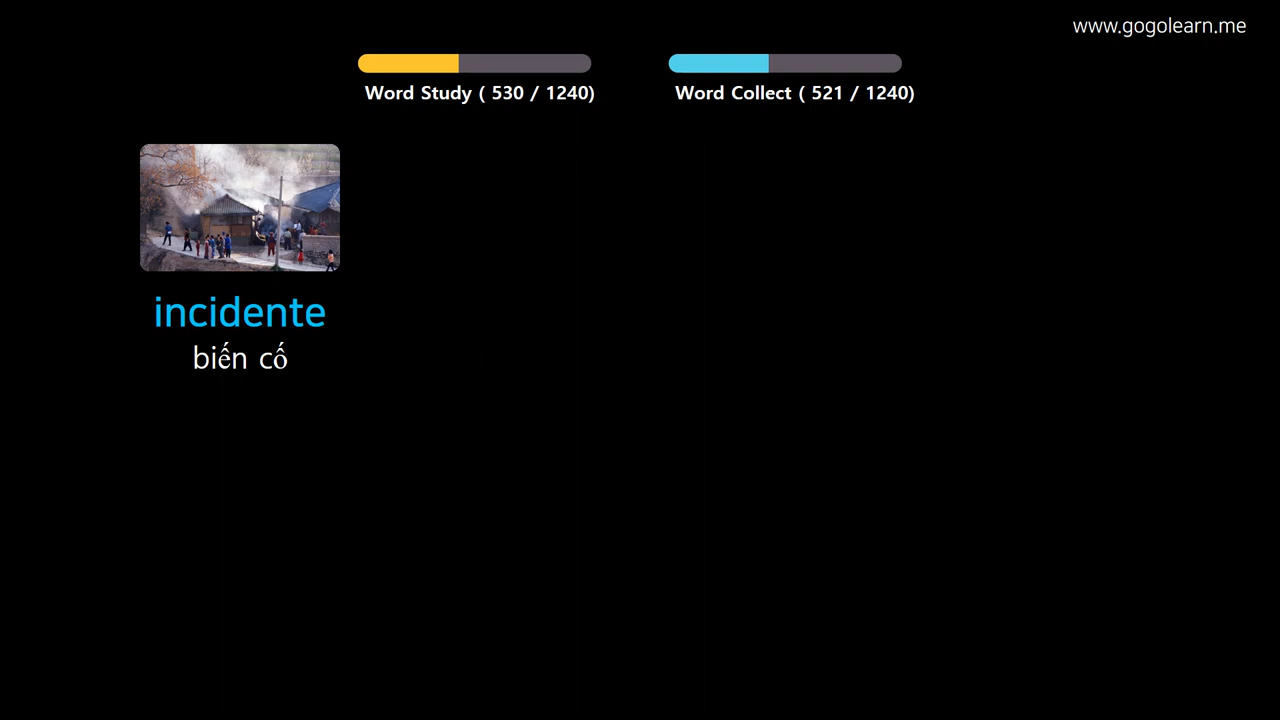 www.gogolearn.me
Word Study ( 530 / 1240)
Word Collect ( 521 / 1240)
incidente
biến cố